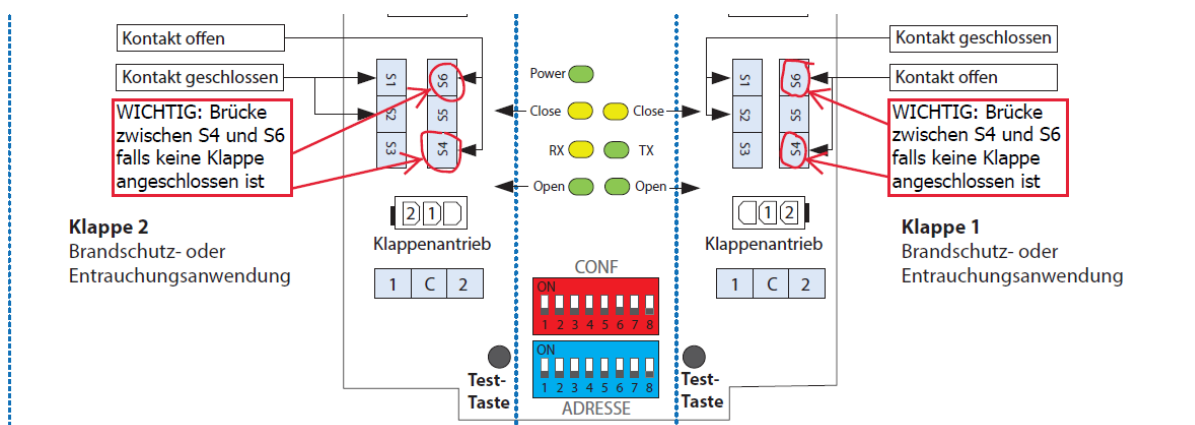 Kontakt offen
Kontakt geschlossen
WICHTIG: Brücke
zwischen S4 und S6
falls keine Klappe
angeschlossen ist
Klappe 2
Brandschutz- oder
Entrauchungsanwendung
S1
S2
S3
S6
S5
S4
2 1
Klappenantrieb
1 C 2
Power
Close Close
RX TX
Open Open
CONF
ON
1 2 3 4 5 6 7 8
ON
1 2 3 4 5 6 7 8
ADRESSE
Test-
Taste
Test-
Taste
S1
S2
S3
S6
S5
S4
1 2
Klappenantrieb
1 C 2
Kontakt geschlossen
Kontakt offen
WICHTIG: Brücke
zwischen S4 und S6
falls keine Klappe
angeschlossen ist
Klappe 1
Brandschutz- oder
Entrauchungsanwendung